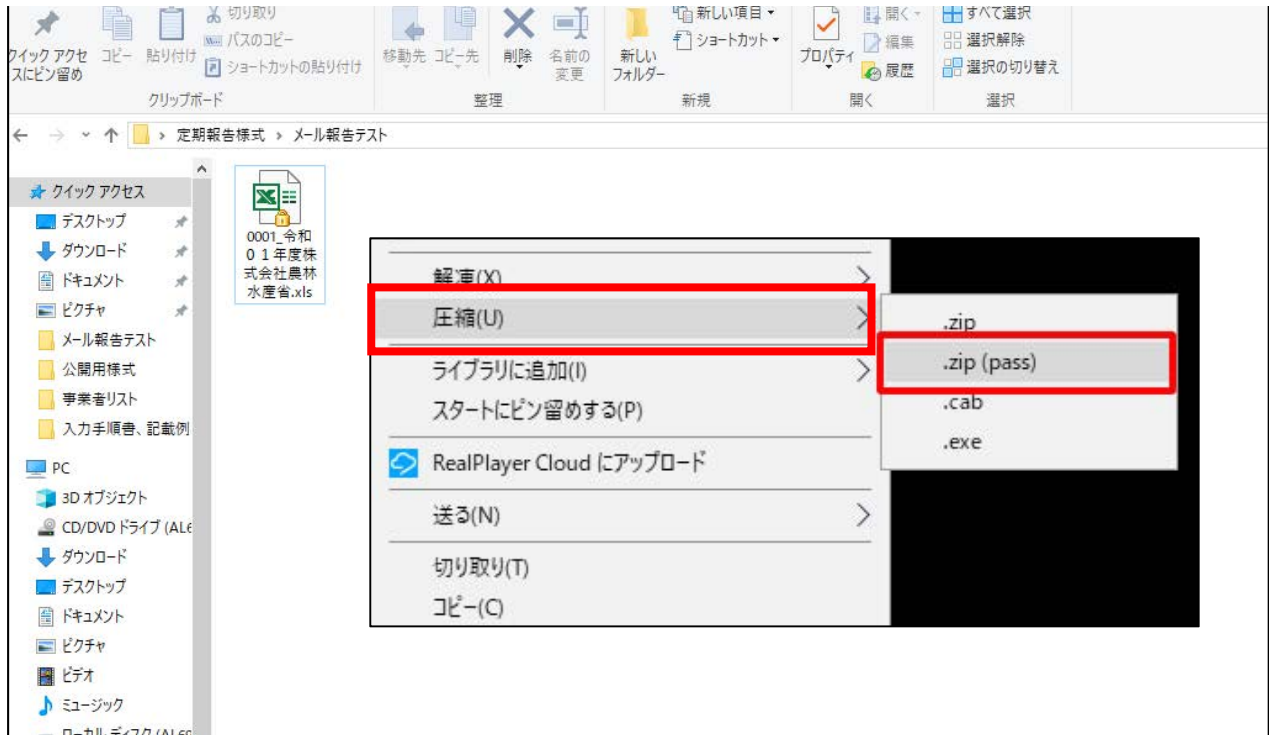 切り取り
新しい項目
開く
すべて選択
パスのコピー
ショートカット
編集
選択解除
クイック アクセ
スにピン留め
コピー
貼り付け
ショートカットの貼り付け
移動先
コピー先
削除
名前の
変更
新しい
フォルダー
プロパティ
履歴
選択の切り替え
クリップボード
整理
新規
開く
選択
定期報告様式 › メール報告テスト
クイック アクセス
デスクトップ
ダウンロード
ドキュメント
ピクチャ
メール報告テスト
公開用様式
事業者リスト
入力手順書、記載例
PC
3D オブジェクト
CD/DVD ドライブ (AL6
ダウンロード
デスクトップ
ドキュメント
ピクチャ
ビデオ
ミュージック
0001_令和
０１年度株
式会社農林
水産省.xls
解凍(X)
圧縮(U)
ライブラリに追加(I)
スタートにピン留めする(P)
RealPlayer Cloud にアップロード
送る(N)
切り取り(T)
コピー(C)
.zip
.zip (pass)
.cab
.exe